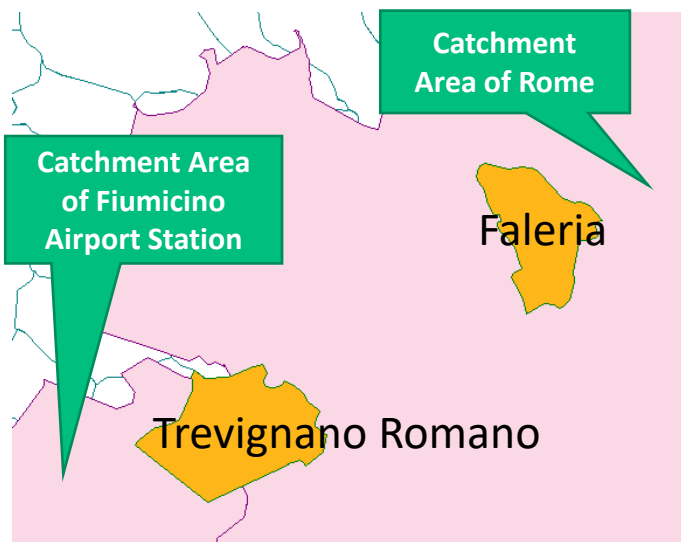 Catchment
Area of Rome
Catchment Area
of Fiumicino
Airport Station
Faleria
Trevignano Romano